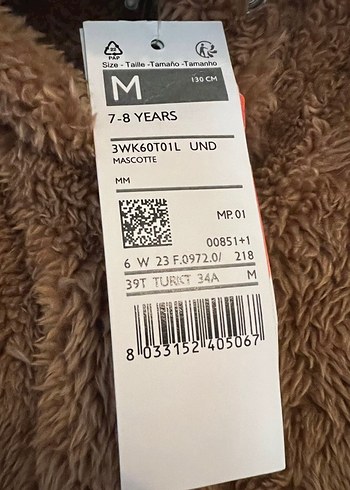 PAP
Size - Taille -Tamaño -Tamanho
M 130 CM
7-8 YEARS
3WK60T01L UND
MASCOTTE
MM
MP.01
00851+1
6 W 23 F.0972.0/ 218
39T TURKT 34A M
8 033152 405067